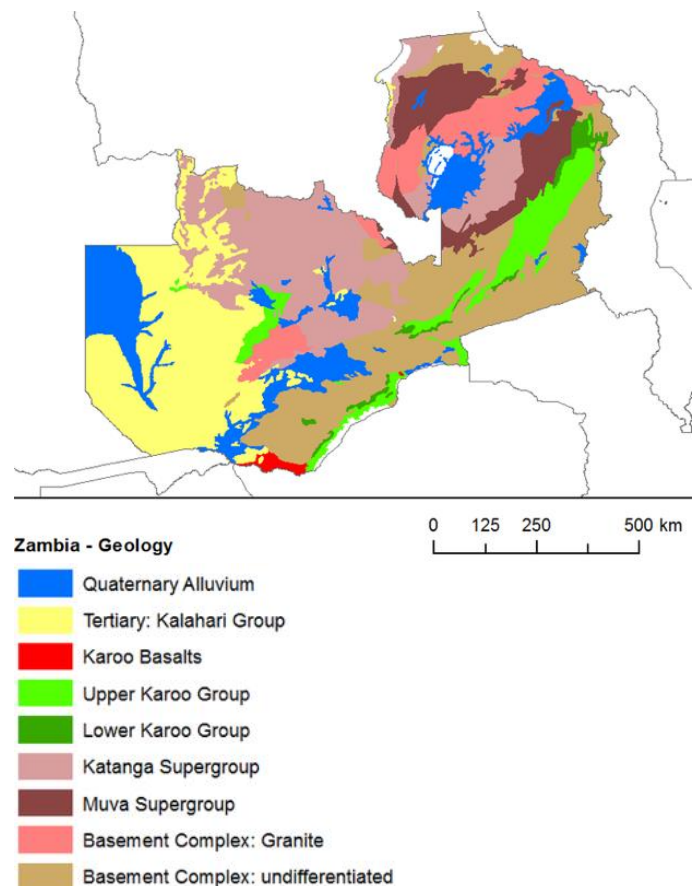 0 125 250 500 km
Zambia - Geology
Quaternary Alluvium
Tertiary: Kalahari Group
Karoo Basalts
Upper Karoo Group
Lower Karoo Group
Katanga Supergroup
Muva Supergroup
Basement Complex: Granite
Basement Complex: undifferentiated